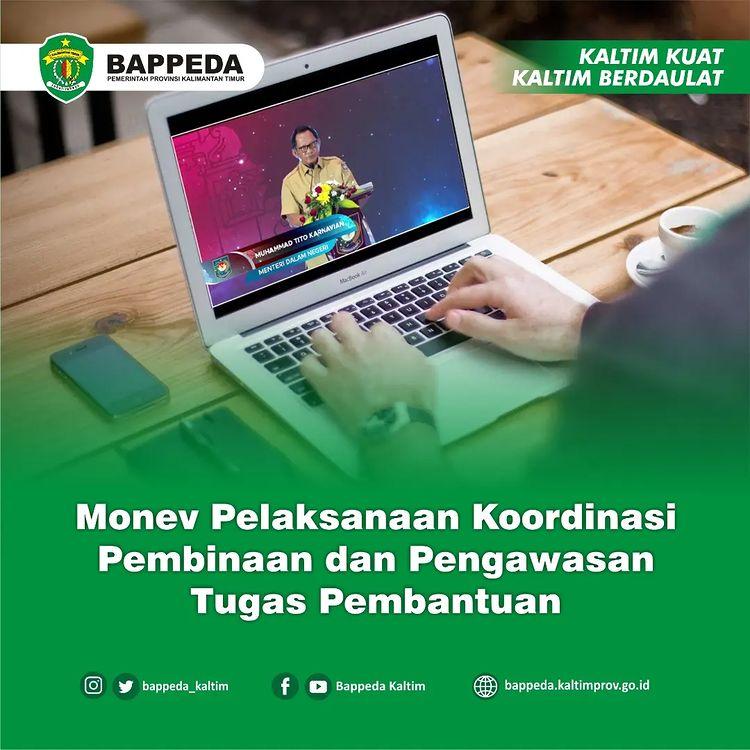 BAPPEDA
PEMERINTAH PROVINSI KALIMANTAN TIMUR
KALTIM KUAT
KALTIM BERDAULAT
MUHAMMAD TITO KARNAVIAN
MENTERI DALAM NEGERI
MacBook Air
Monev Pelaksanaan Koordinasi
Pembinaan dan Pengawasan
Tugas Pembantuan
bappeda_kaltim
Bappeda Kaltim
bappeda.kaltimprov.go.id